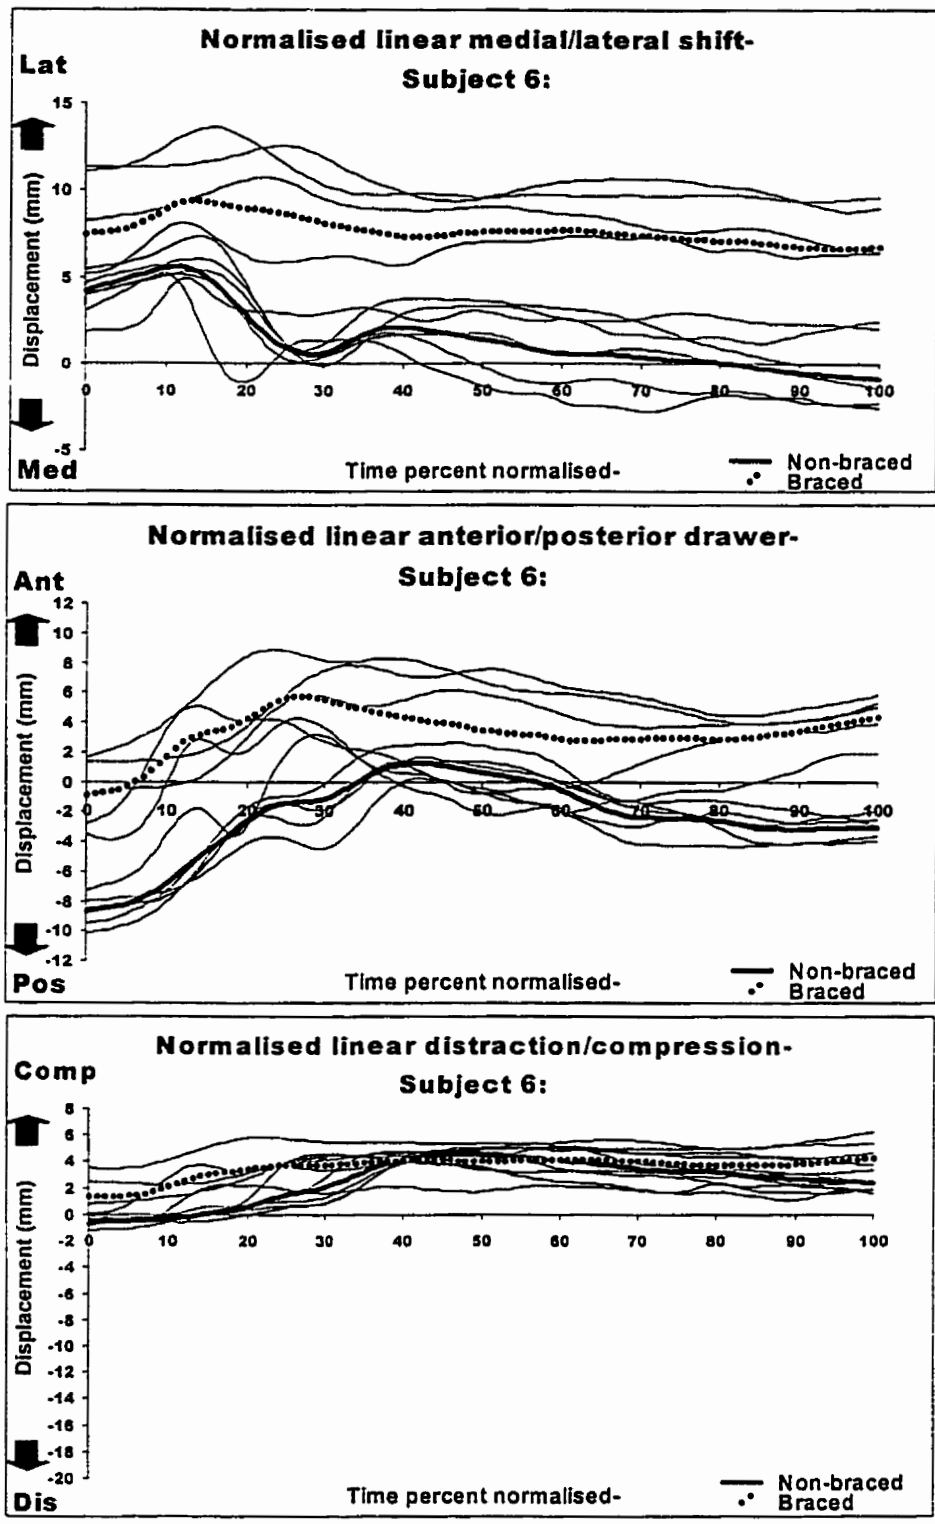 Normalised linear medial/lateral shift-
Subject 6:
Lat
15
10
5
0
-5
Displacement (mm)
0 10 20 30 40 50 60 70 80 90 100
Med
Time percent normalised-
Non-braced
Braced
Normalised linear anterior/posterior drawer-
Subject 6:
Ant
12
10
8
6
4
2
0
-2
-4
-6
-8
-10
-12
Displacement (mm)
0 10 20 30 40 50 60 70 80 90 100
Pos
Time percent normalised-
Non-braced
Braced
Normalised linear distraction/compression-
Subject 6:
Comp
8
6
4
2
0
-2
-4
-6
-8
-10
-12
-14
-16
-18
-20
Displacement (mm)
0 10 20 30 40 50 60 70 80 90 100
Dis
Time percent normalised-
Non-braced
Braced